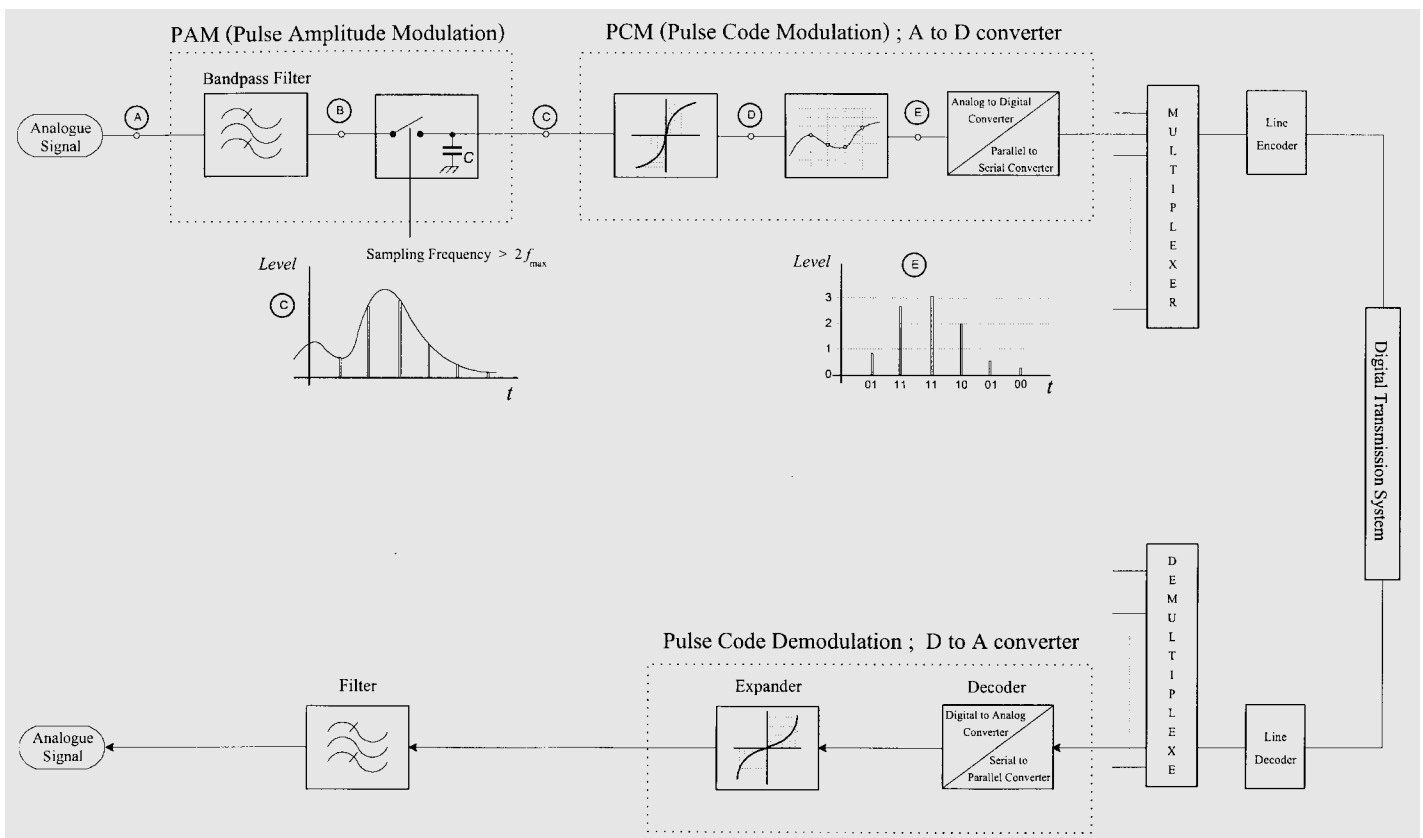 PAM (Pulse Amplitude Modulation)
PCM (Pulse Code Modulation) ; A to D converter
Bandpass Filter
Analogue
Signal
A
B
C
C
D
E
Analog to Digital
Converter
Parallel to
Serial Converter
MULTIPLEXER
Line
Encoder
Sampling Frequency > 2 fmax
Level
C
t
Level
E
3
2
1
0
01 11 11 10 01 00 t
Digital Transmission System
DEMULTIPLEXE
Pulse Code Demodulation ; D to A converter
Filter
Expander
Decoder
Analogue
Signal
Digital to Analog
Converter
Serial to
Parallel Converter
Line
Decoder